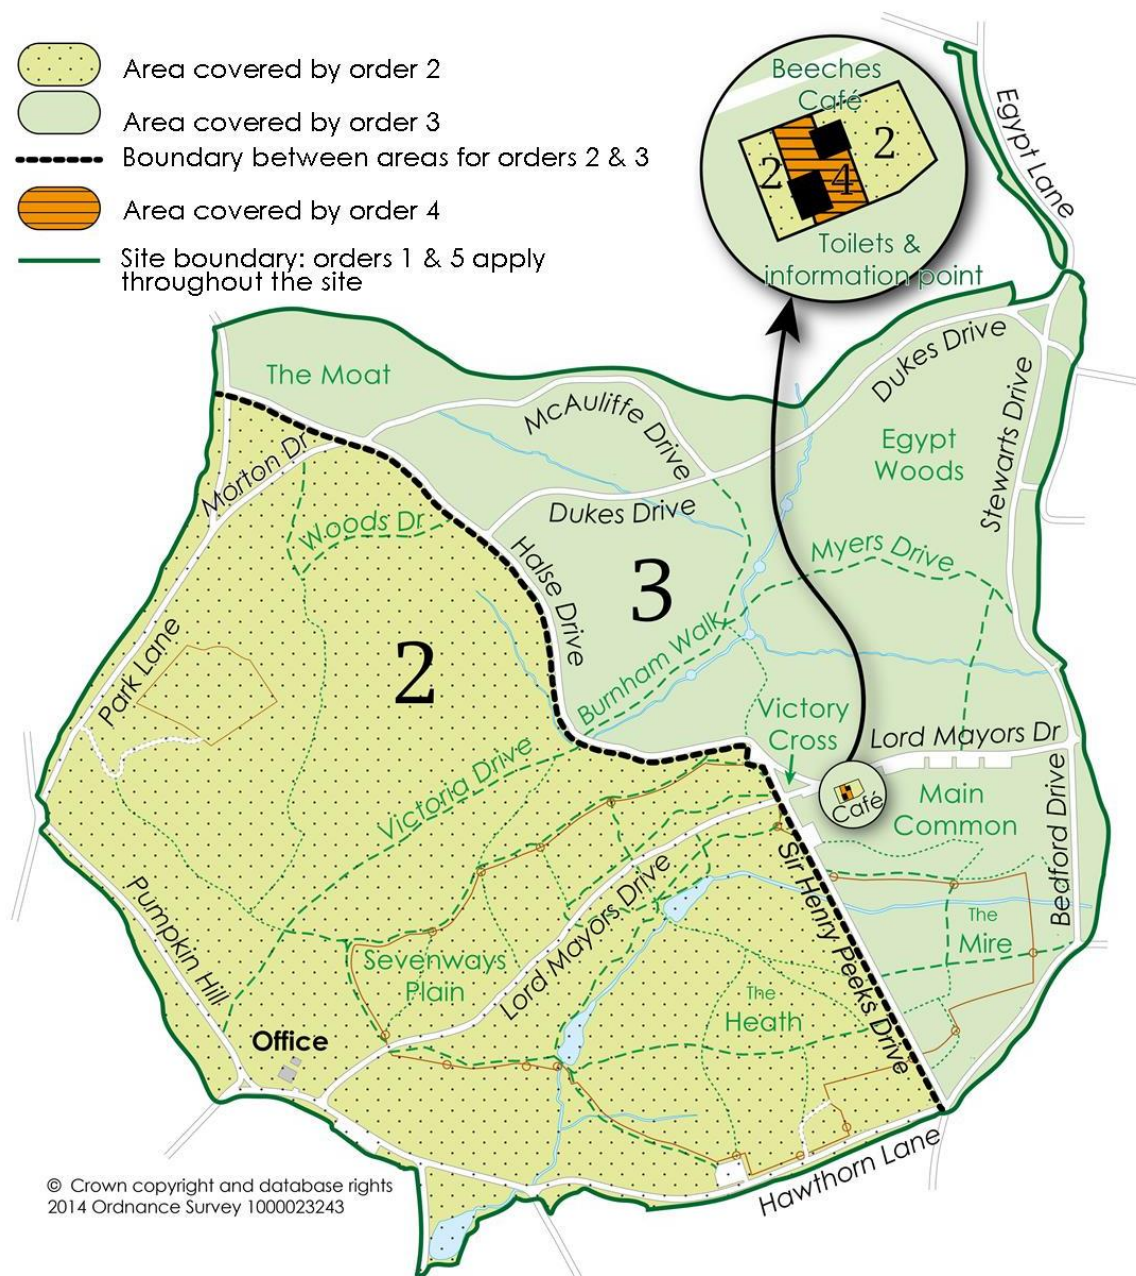 Area covered by order 2
Area covered by order 3
Boundary between areas for orders 2 & 3
Area covered by order 4
Site boundary: orders 1 & 5 apply
throughout the site
Beeches
Café
2
2
4
Toilets &
information point
Egypt Lane
The Moat
McAuliffe Drive
Dukes Drive
Stewarts Drive
Egypt
Woods
Morton Dr
Woods Dr
Dukes Drive
Halse Drive
3
Myers Drive
Burnham Walk
2
Park Lane
Victory
Cross
Lord Mayors Dr
Café
Main
Common
Bedford Drive
Victoria Drive
Sir Henry Peeks Drive
Pumpkin Hill
Sevenways
Plain
Lord Mayors Drive
The
Mire
The
Heath
Office
Hawthorn Lane
© Crown copyright and database rights
2014 Ordnance Survey 1000023243